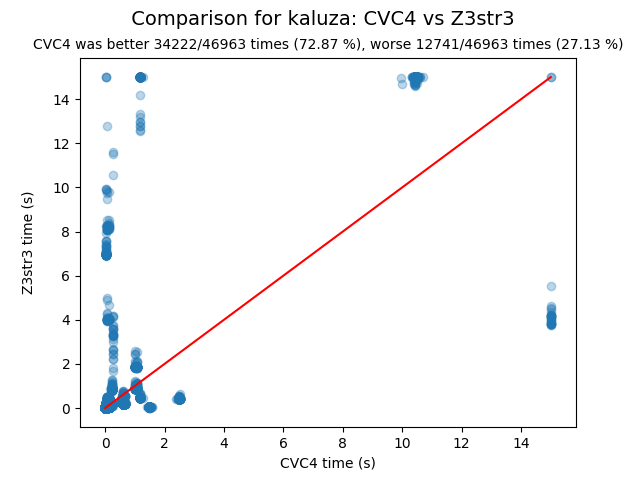 Comparison for kaluza: CVC4 vs Z3str3
CVC4 was better 34222/46963 times (72.87 %), worse 12741/46963 times (27.13 %)
14
12
10
8
6
4
2
0
Z3str3 time (s)
0 2 4 6 8 10 12 14
CVC4 time (s)